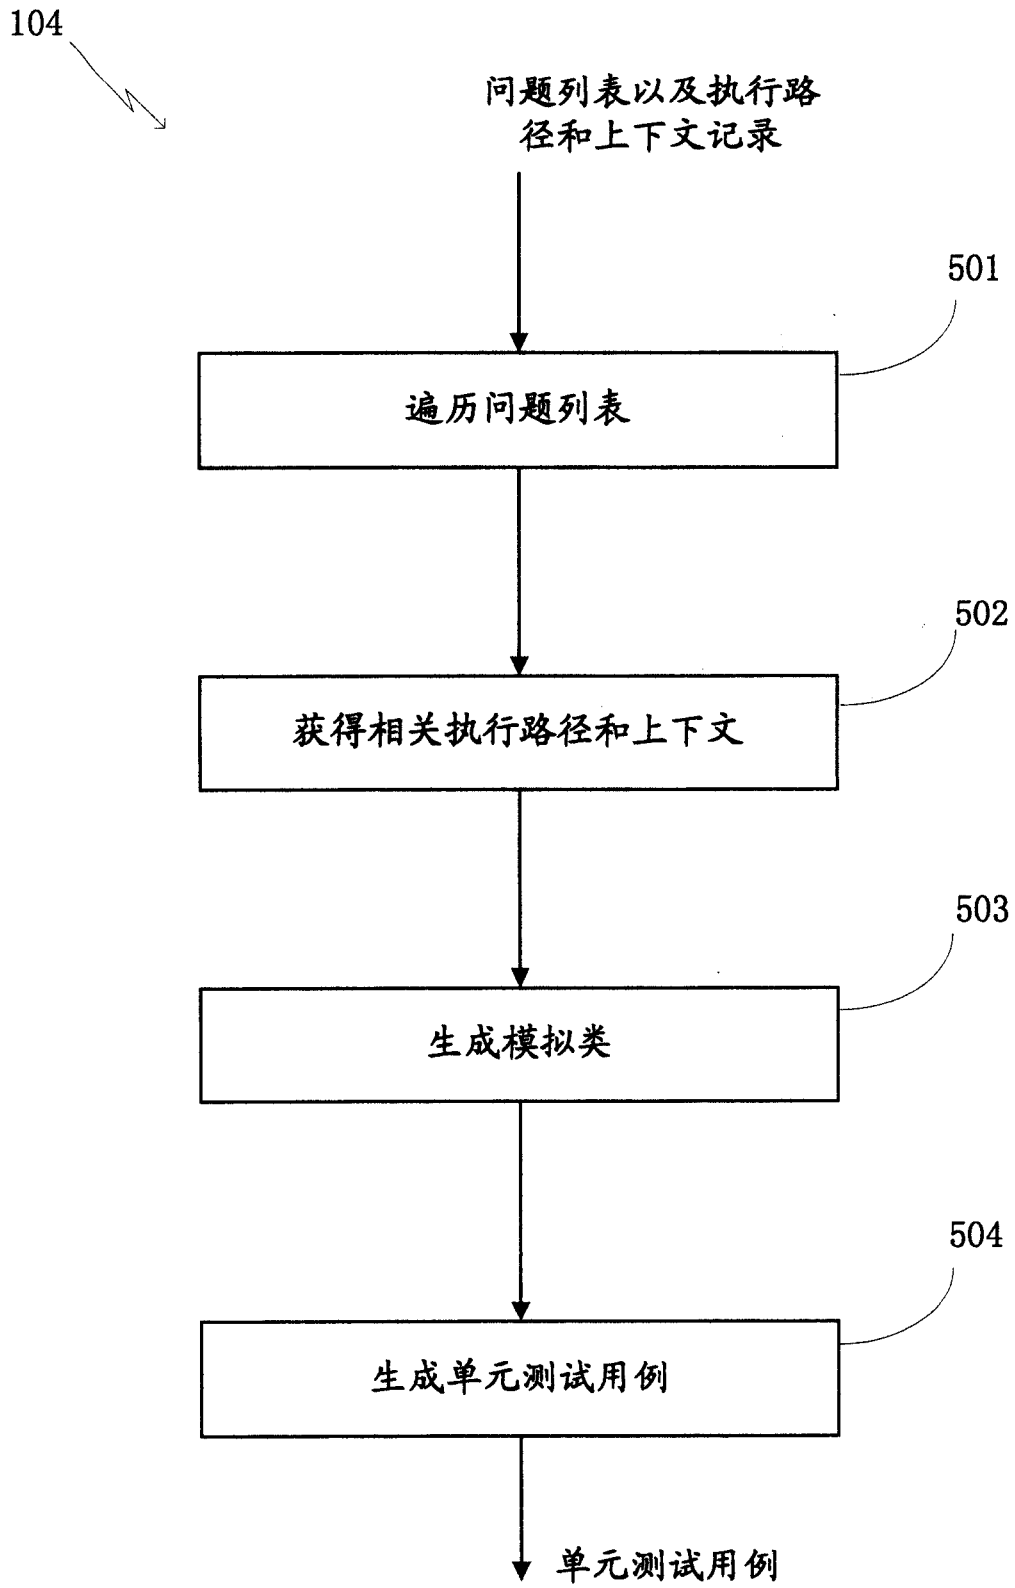 104
问题列表以及执行路
径和上下文记录
501
遍历问题列表
502
获得相关执行路径和上下文
503
生成模拟类
504
生成单元测试用例
单元测试用例